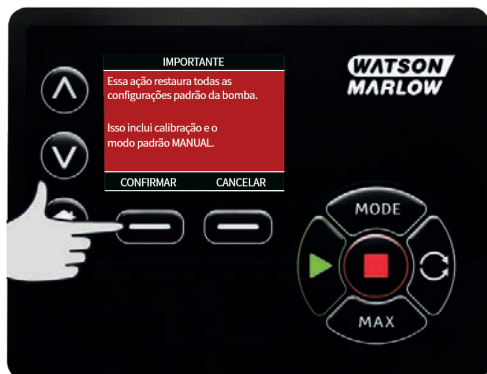 IMPORTANTE
Essa ação restaura todas as
configurações padrão da bomba.
Isso inclui calibração e o
modo padrão MANUAL.
CONFIRMAR CANCELAR
WATSON
MARLOW
MODE
MAX